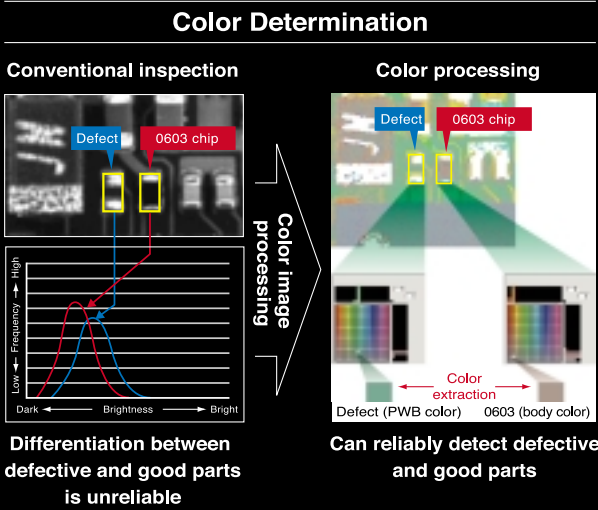 Color Determination
Conventional inspection
Color processing
Defect
0603 chip
Defect
0603 chip
Color image
processing
Low ← Frequency → High
Dark ← Brightness → Bright
Color
extraction
Defect (PWB color)
0603 (body color)
Differentiation between
defective and good parts
is unreliable
Can reliably detect defective
and good parts